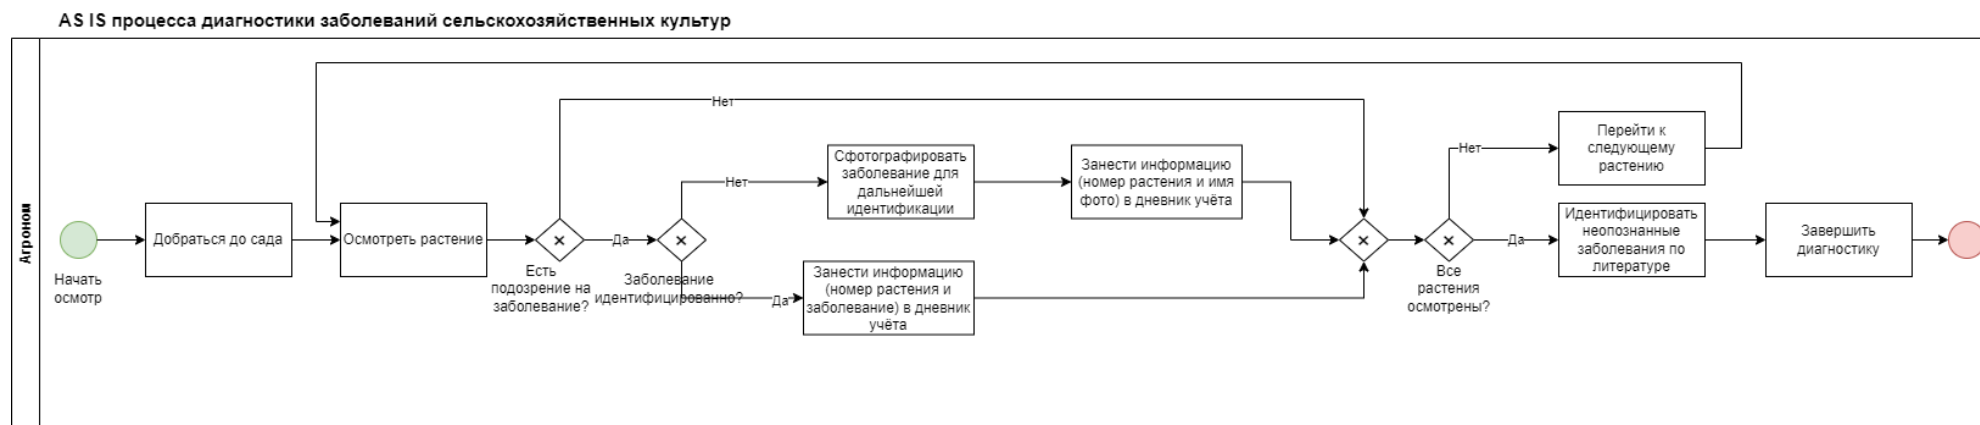 AS IS процесса диагностики заболеваний сельскохозяйственных культур
Агроном
Начать
осмотр
Добраться до сада
Осмотреть растение
Есть
подозрение на
заболевание?
Нет
Да
Заболевание
идентифицированно?
Нет
Сфотографировать
заболевание для
дальнейшей
идентификации
Занести информацию
(номер растения и имя
фото) в дневник учёта
Да
Занести информацию
(номер растения и
заболевание) в дневник
учёта
Все
растения
осмотрены?
Нет
Перейти к
следующему
растению
Да
Идентифицировать
неопознанные
заболевания по
литературе
Завершить
диагностику